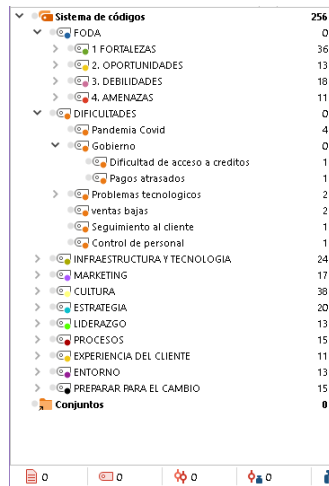 Sistema de códigos 256
FODA 0
1 FORTALEZAS 36
2. OPORTUNIDADES 13
3. DEBILIDADES 18
4. AMENAZAS 11
DIFICULTADES 0
Pandemia Covid 4
Gobierno 0
Dificultad de acceso a creditos 1
Pagos atrasados 1
Problemas tecnologicos 2
ventas bajas 2
Seguimiento al cliente 1
Control de personal 1
INFRAESTRUCTURA Y TECNOLOGIA 24
MARKETING 17
CULTURA 38
ESTRATEGIA 20
LIDERAZGO 13
PROCESOS 15
EXPERIENCIA DEL CLIENTE 11
ENTORNO 13
PREPARAR PARA EL CAMBIO 15
Conjuntos 0
0 0 0 0